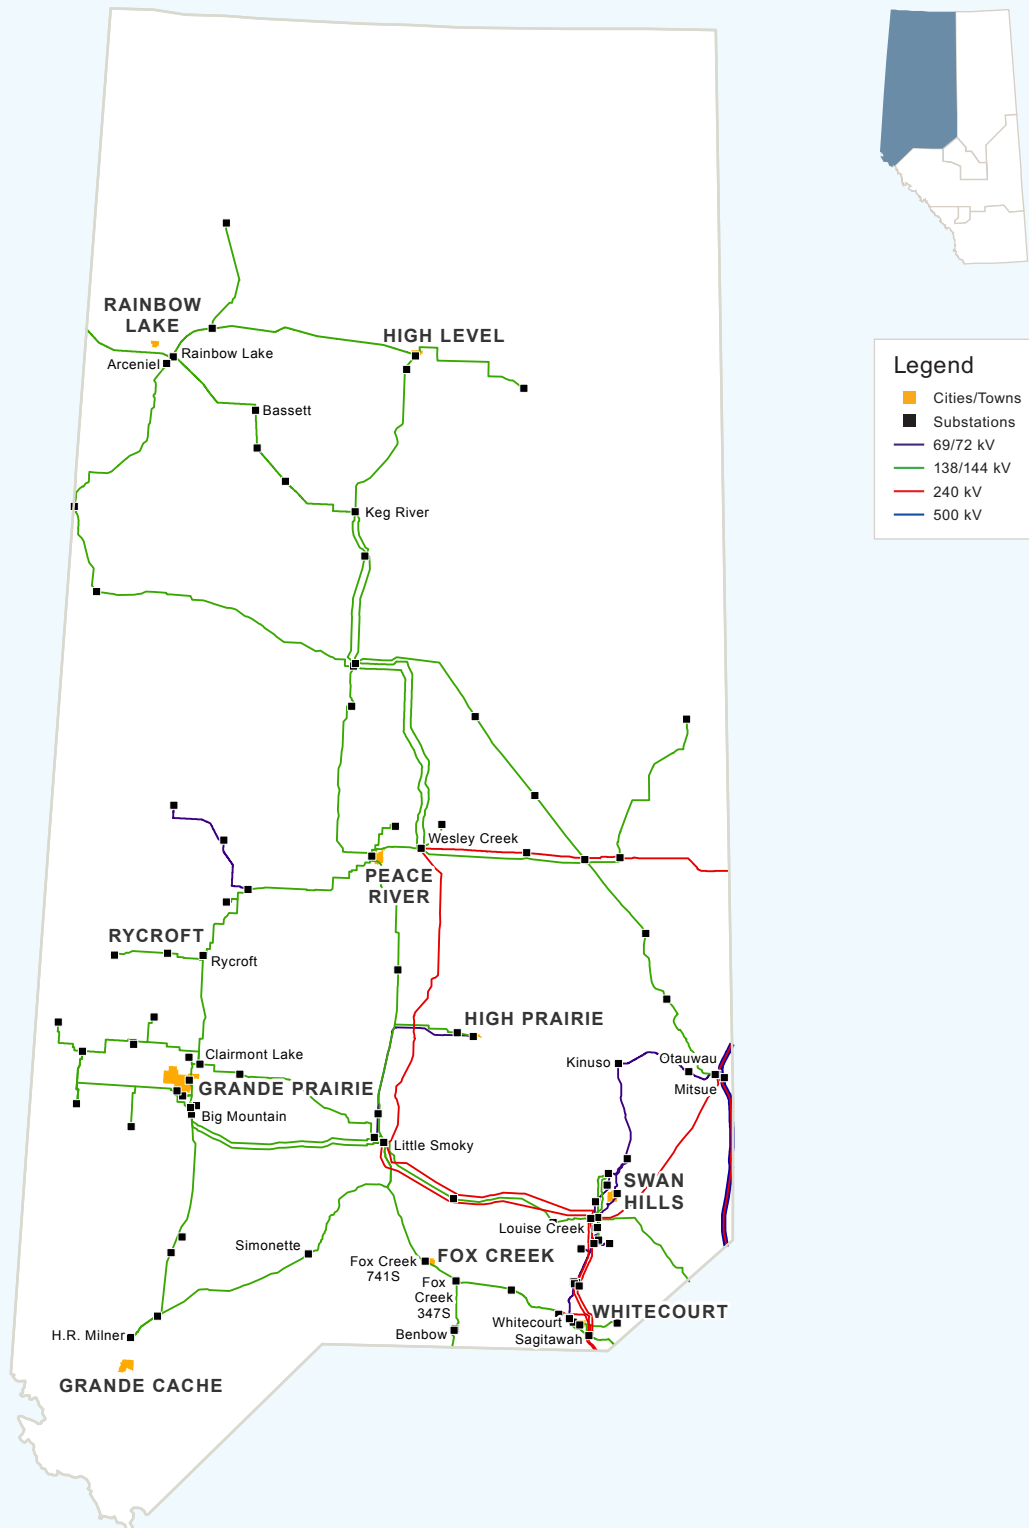 RAINBOW
LAKE
HIGH LEVEL
Rainbow Lake
Arceniel
Bassett
Keg River
Legend
Cities/Towns
Substations
69/72 kV
138/144 kV
240 kV
500 kV
Wesley Creek
PEACE
RIVER
RYCROFT
Rycroft
HIGH PRAIRIE
Clairmont Lake
GRANDE PRAIRIE
Big Mountain
Kinuso
Otauwau
Mitsue
Little Smoky
SWAN
HILLS
Louise Creek
Simonette
FOX CREEK
Fox Creek
741S
Fox
Creek
347S
Benbow
WHITECOURT
Whitecourt
Sagitawah
H.R. Milner
GRANDE CACHE